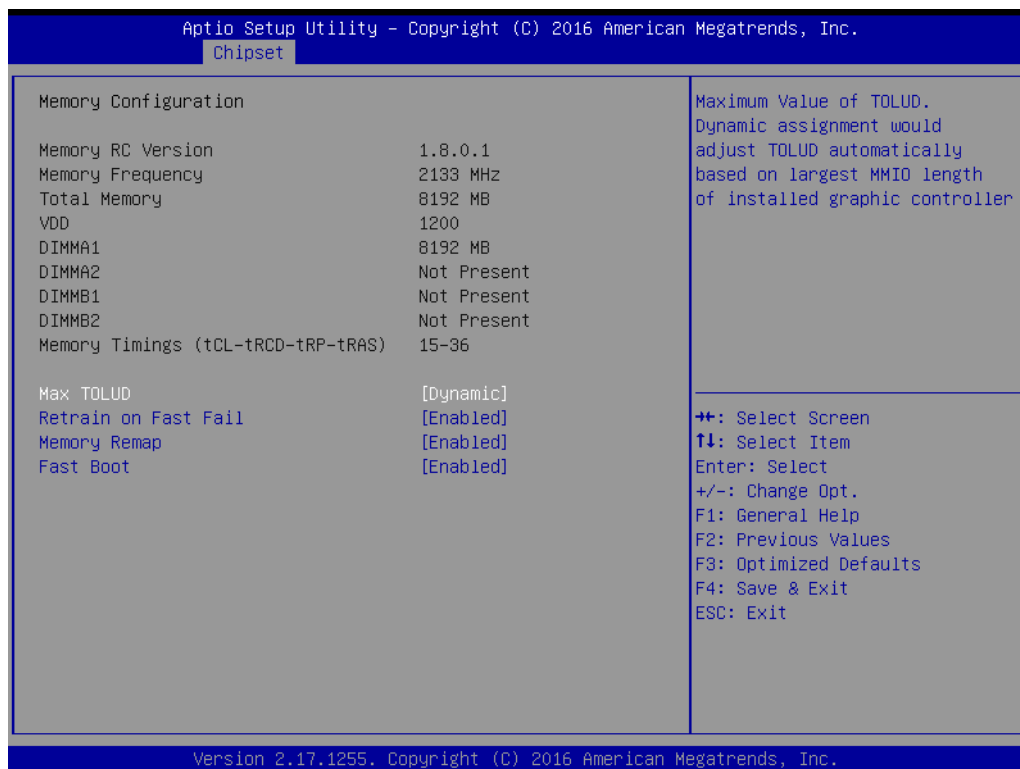 Aptio Setup Utility – Copyright (C) 2016 American Megatrends, Inc.
Chipset
Memory Configuration
Memory RC Version 1.8.0.1
Memory Frequency 2133 MHz
Total Memory 8192 MB
VDD 1200
DIMMA1 8192 MB
DIMMA2 Not Present
DIMMB1 Not Present
DIMMB2 Not Present
Memory Timings (tCL-tRCD-tRP-tRAS) 15-36
Max TOLUD [Dynamic]
Retrain on Fast Fail [Enabled]
Memory Remap [Enabled]
Fast Boot [Enabled]
Maximum Value of TOLUD.
Dynamic assignment would
adjust TOLUD automatically
based on largest MMIO length
of installed graphic controller
→←: Select Screen
↑↓: Select Item
Enter: Select
+/-: Change Opt.
F1: General Help
F2: Previous Values
F3: Optimized Defaults
F4: Save & Exit
ESC: Exit
Version 2.17.1255. Copyright (C) 2016 American Megatrends, Inc.